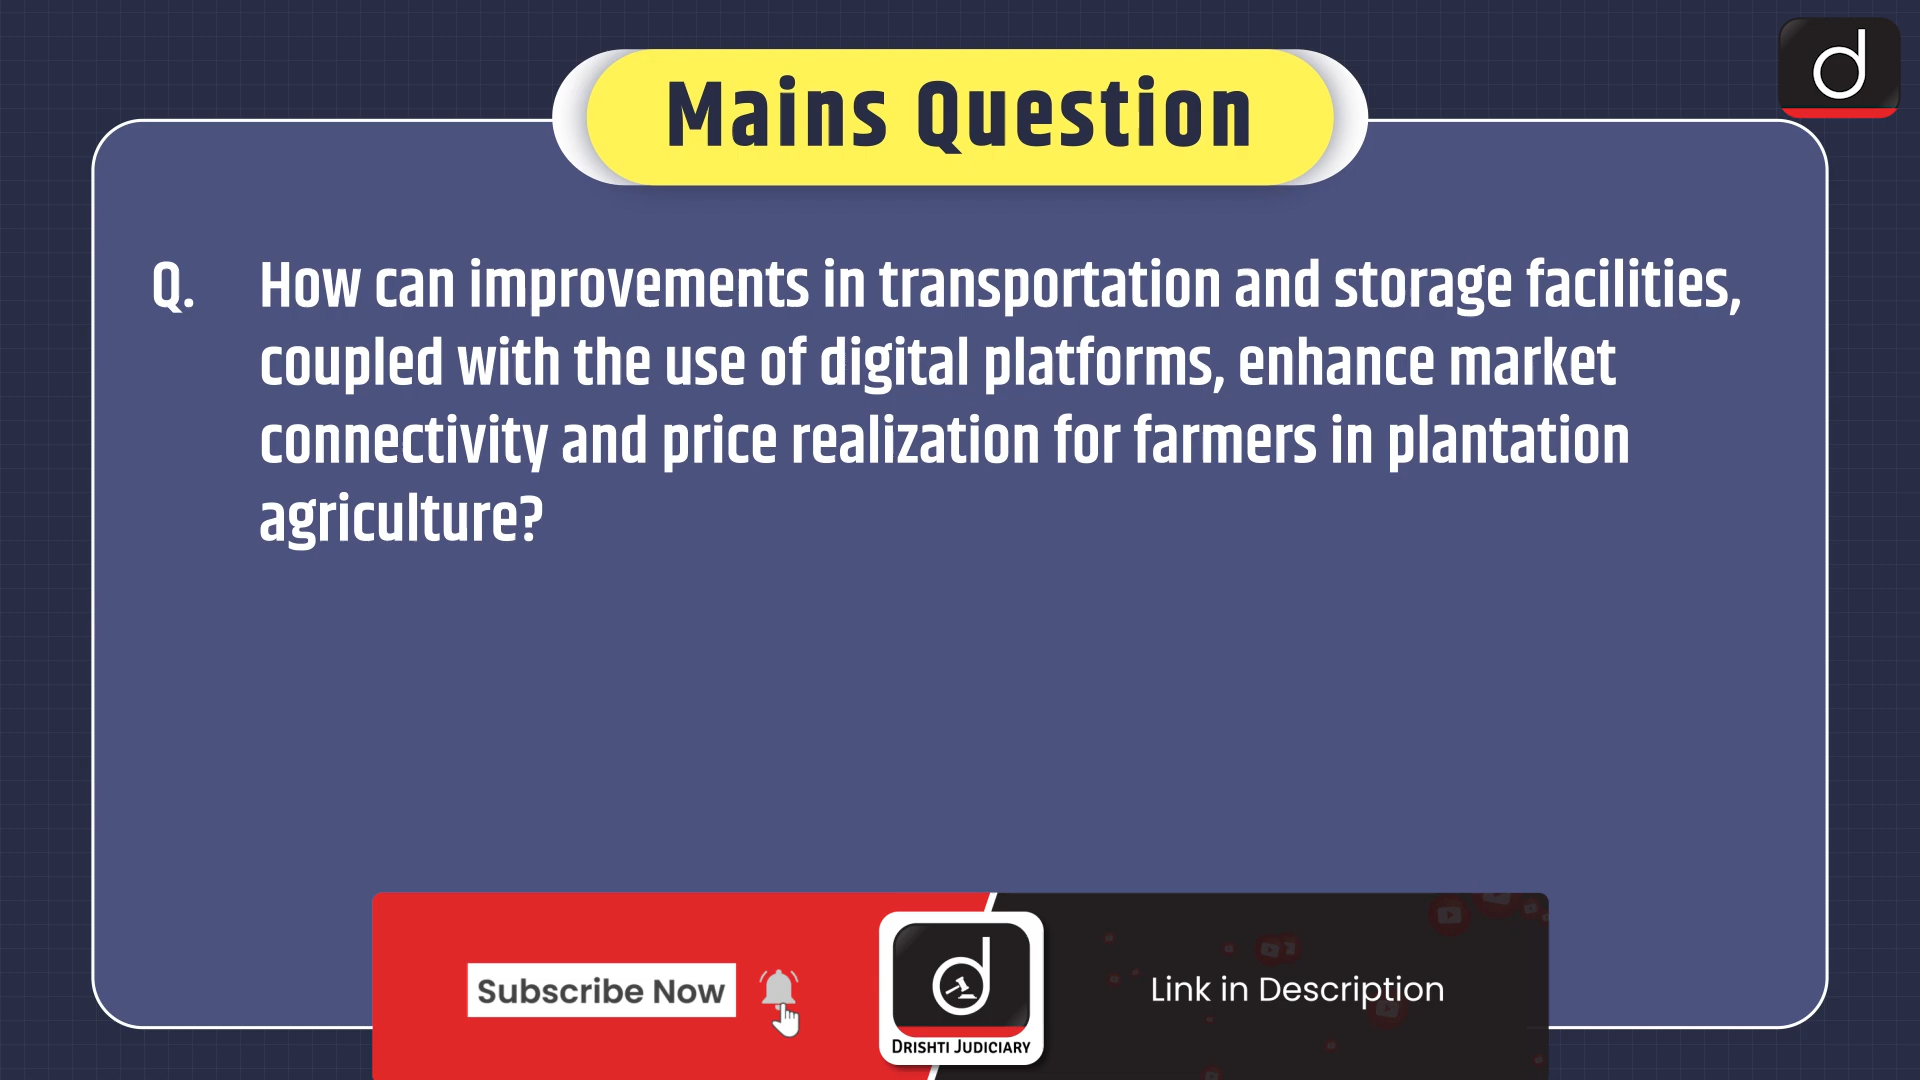 Mains Question
d
Q. How can improvements in transportation and storage facilities,
coupled with the use of digital platforms, enhance market
connectivity and price realization for farmers in plantation
agriculture?
Subscribe Now
d
DRISHTI JUDICIARY
Link in Description